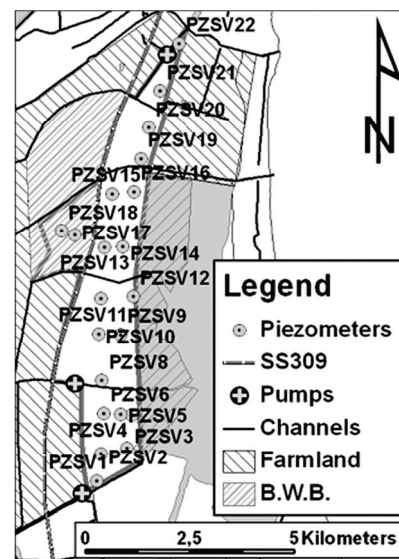 PZSV22
PZSV21
PZSV20
PZSV19
PZSV15
PZSV16
PZSV18
PZSV17
PZSV13
PZSV14
PZSV12
PZSV11
PZSV9
PZSV10
PZSV8
PZSV6
PZSV4
PZSV5
PZSV3
PZSV1
PZSV2
N
Legend
Piezometers
SS309
Pumps
Channels
Farmland
B.W.B.
0
2,5
5 Kilometers